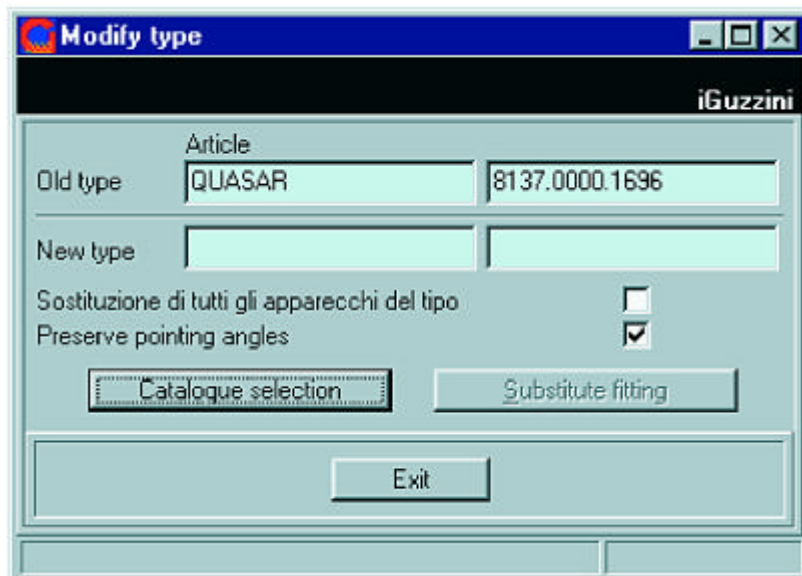 Modify type
iGuzzini
Article
Old type QUASAR 8137.0000.1696
New type
Sostituzione di tutti gli apparecchi del tipo
Preserve pointing angles
Catalogue selection Substitute fitting
Exit